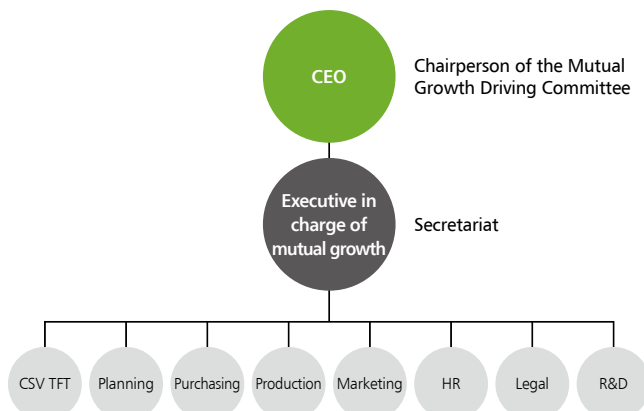 CEO
Chairperson of the Mutual
Growth Driving Committee
Executive in
charge of
mutual growth
Secretariat
CSV TFT
Planning
Purchasing
Production
Marketing
HR
Legal
R&D